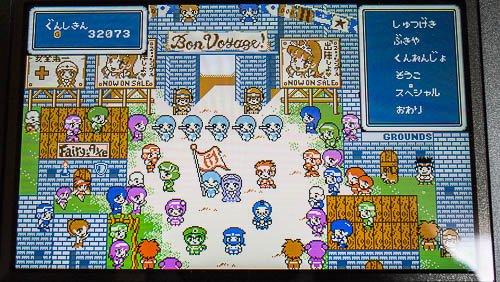 ぐんしきん
G 32073
Bon Voyage!
NOW ON SALE
NOW ON SALE
Fairy Axe
61
しゅつげき
ぶきや
くんれんじょ
そうこ
スペシャル
おわり
GROUNDS